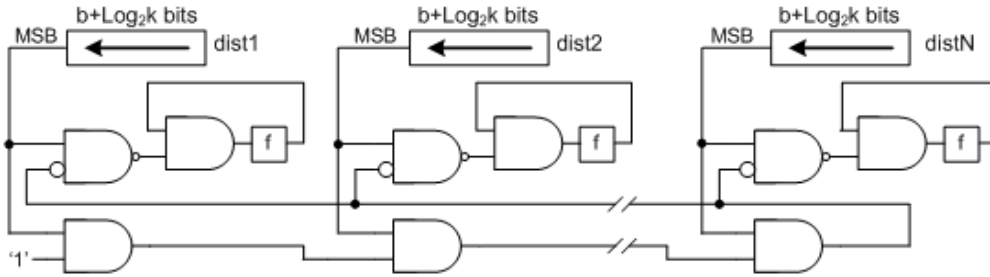 b+Log₂k bits
b+Log₂k bits
b+Log₂k bits
MSB
dist1
MSB
dist2
MSB
distN
f
f
f
'1'